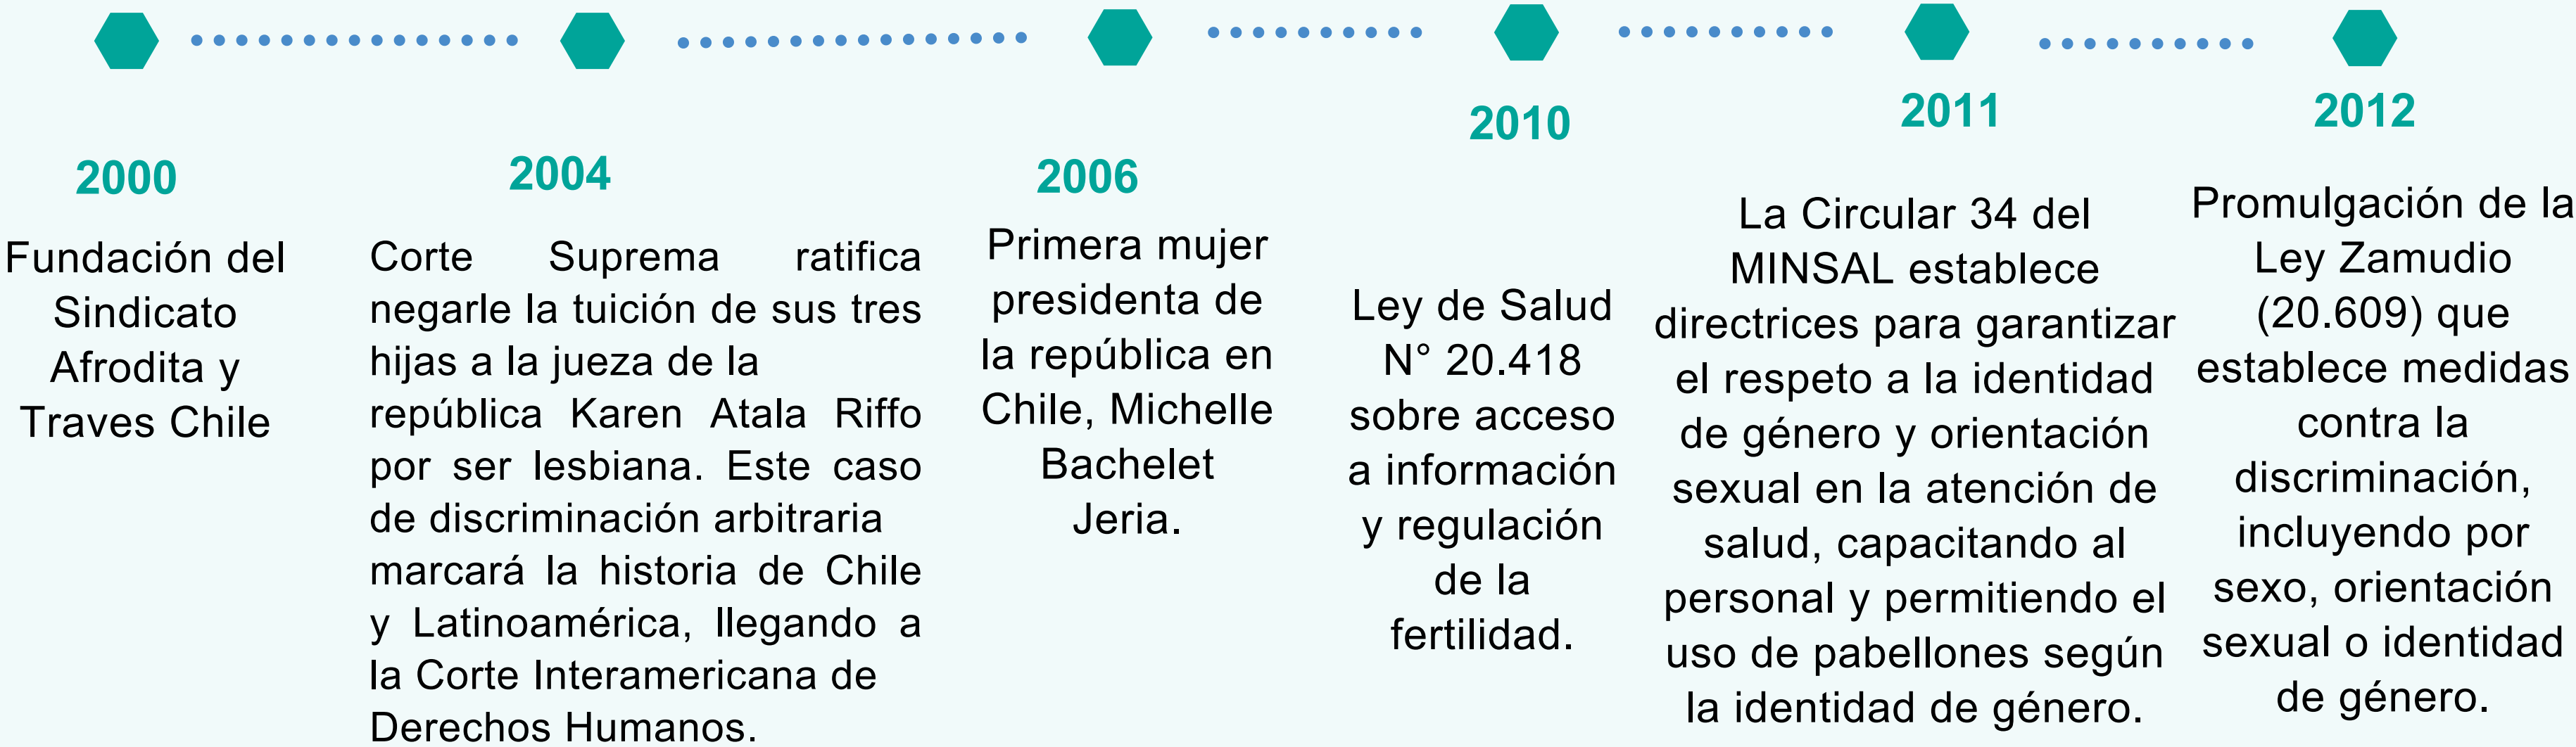 2000
Fundación del
Sindicato
Afrodita y
Traves Chile
2004
Corte Suprema ratifica
negarle la tuición de sus tres
hijas a la jueza de la
república Karen Atala Riffo
por ser lesbiana. Este caso
de discriminación arbitraria
marcará la historia de Chile
y Latinoamérica, llegando a
la Corte Interamericana de
Derechos Humanos.
2006
Primera mujer
presidenta de
la república en
Chile, Michelle
Bachelet
Jeria.
2010
Ley de Salud
N° 20.418
sobre acceso
a información
y regulación
de la
fertilidad.
2011
La Circular 34 del
MINSAL establece
directrices para garantizar
el respeto a la identidad
de género y orientación
sexual en la atención de
salud, capacitando al
personal y permitiendo el
uso de pabellones según
la identidad de género.
2012
Promulgación de la
Ley Zamudio
(20.609) que
establece medidas
contra la
discriminación,
incluyendo por
sexo, orientación
sexual o identidad
de género.